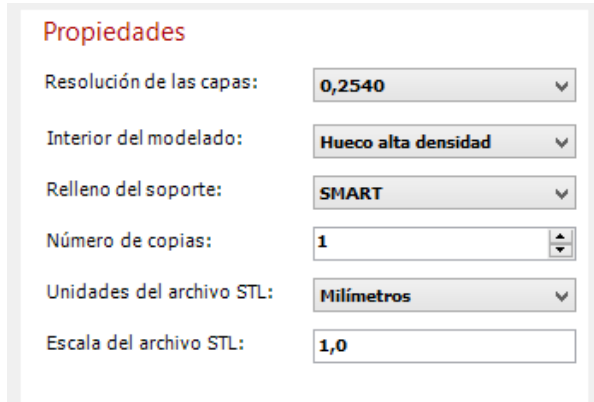 Propiedades
Resolución de las capas: 0,2540
Interior del modelado: Hueco alta densidad
Relleno del soporte: SMART
Número de copias: 1
Unidades del archivo STL: Milímetros
Escala del archivo STL: 1,0